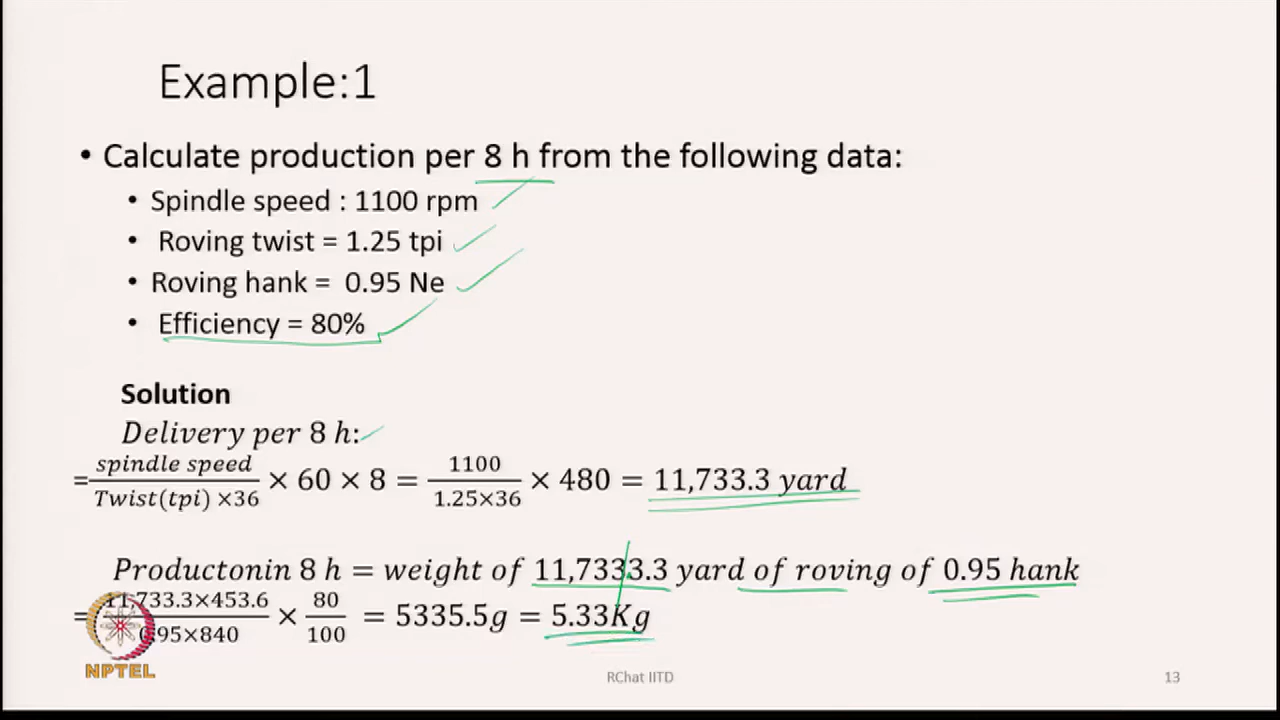 Example:1
• Calculate production per 8 h from the following data:
• Spindle speed : 1100 rpm
• Roving twist = 1.25 tpi
• Roving hank = 0.95 Ne
• Efficiency = 80%
Solution
Delivery per 8 h:
= spindle speed / Twist(tpi) ×36 × 60 × 8 = 1100 / 1.25×36 × 480 = 11,733.3 yard
Productonin 8 h = weight of 11,7333.3 yard of roving of 0.95 hank
= 11,733.3×453.6 / 0.95×840 × 80 / 100 = 5335.5g = 5.33Kg
NPTEL
RChat IITD
13